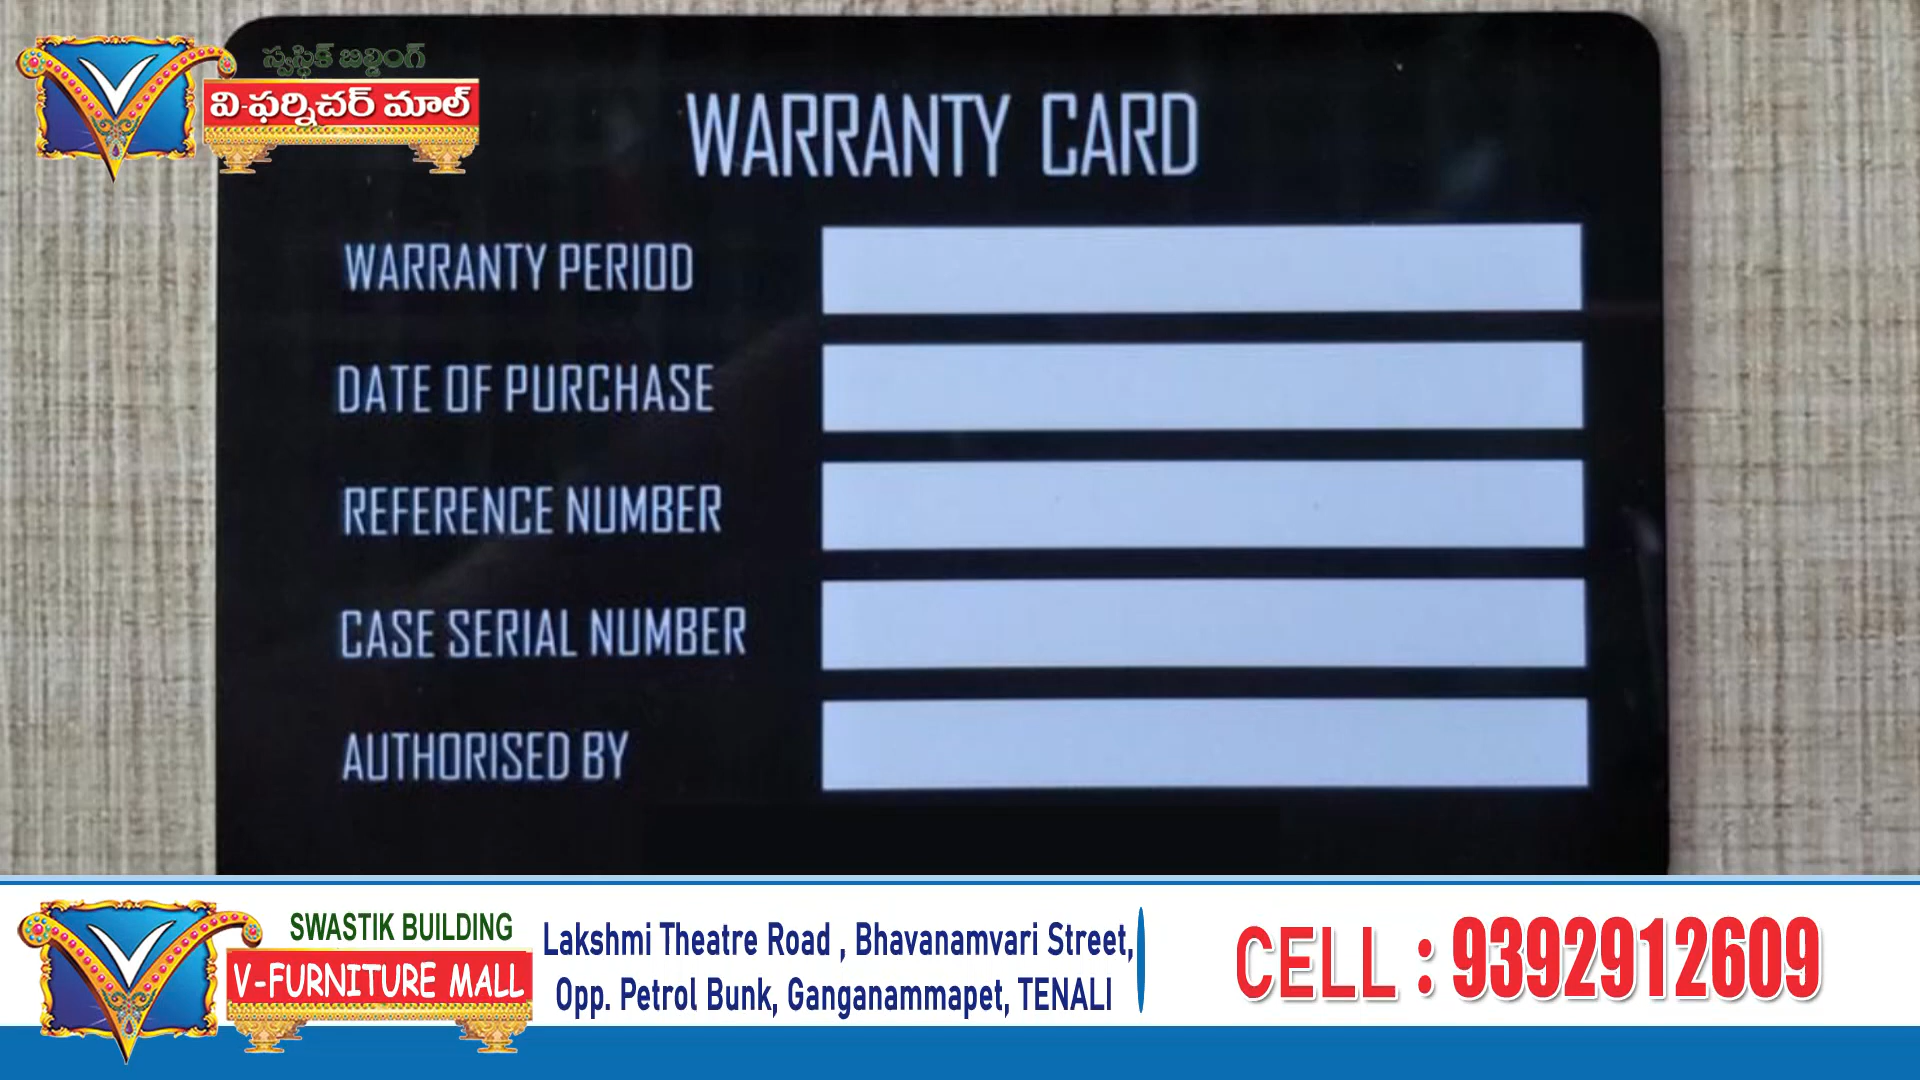 స్వస్తిక్ బిల్డింగ్
వి-ఫర్నిచర్ మాల్
WARRANTY CARD
WARRANTY PERIOD
DATE OF PURCHASE
REFERENCE NUMBER
CASE SERIAL NUMBER
AUTHORISED BY
SWASTIK BUILDING
V-FURNITURE MALL
Lakshmi Theatre Road , Bhavanamvari Street,
Opp. Petrol Bunk, Ganganammapet, TENALI
CELL : 9392912609